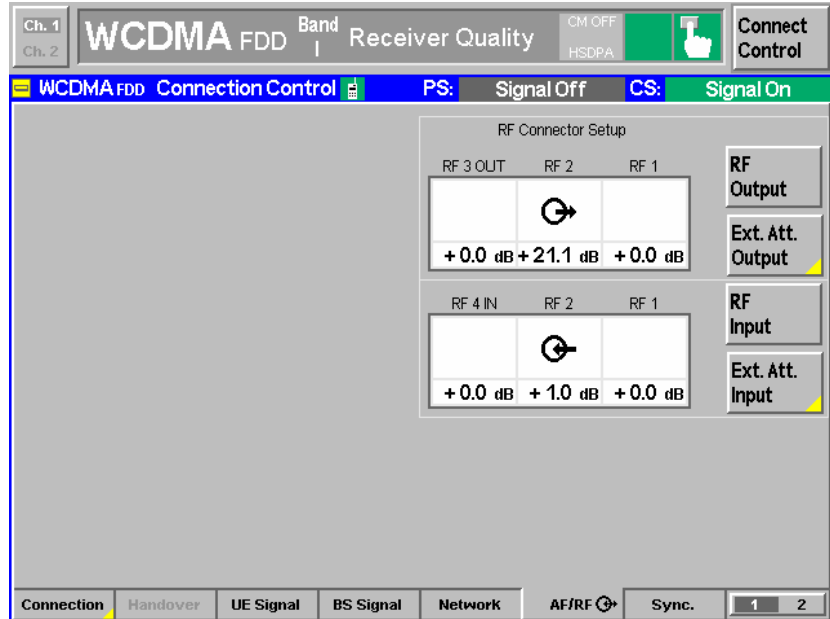 Ch. 1
Ch. 2
WCDMA FDD Band I Receiver Quality
CM OFF
HSDPA
Connect
Control
WCDMA FDD Connection Control PS: Signal Off CS: Signal On
RF Connector Setup
RF 3 OUT RF 2 RF 1
+ 0.0 dB + 21.1 dB + 0.0 dB
RF
Output
Ext. Att.
Output
RF 4 IN RF 2 RF 1
+ 0.0 dB + 1.0 dB + 0.0 dB
RF
Input
Ext. Att.
Input
Connection Handover UE Signal BS Signal Network AF/RF Sync. 1 2